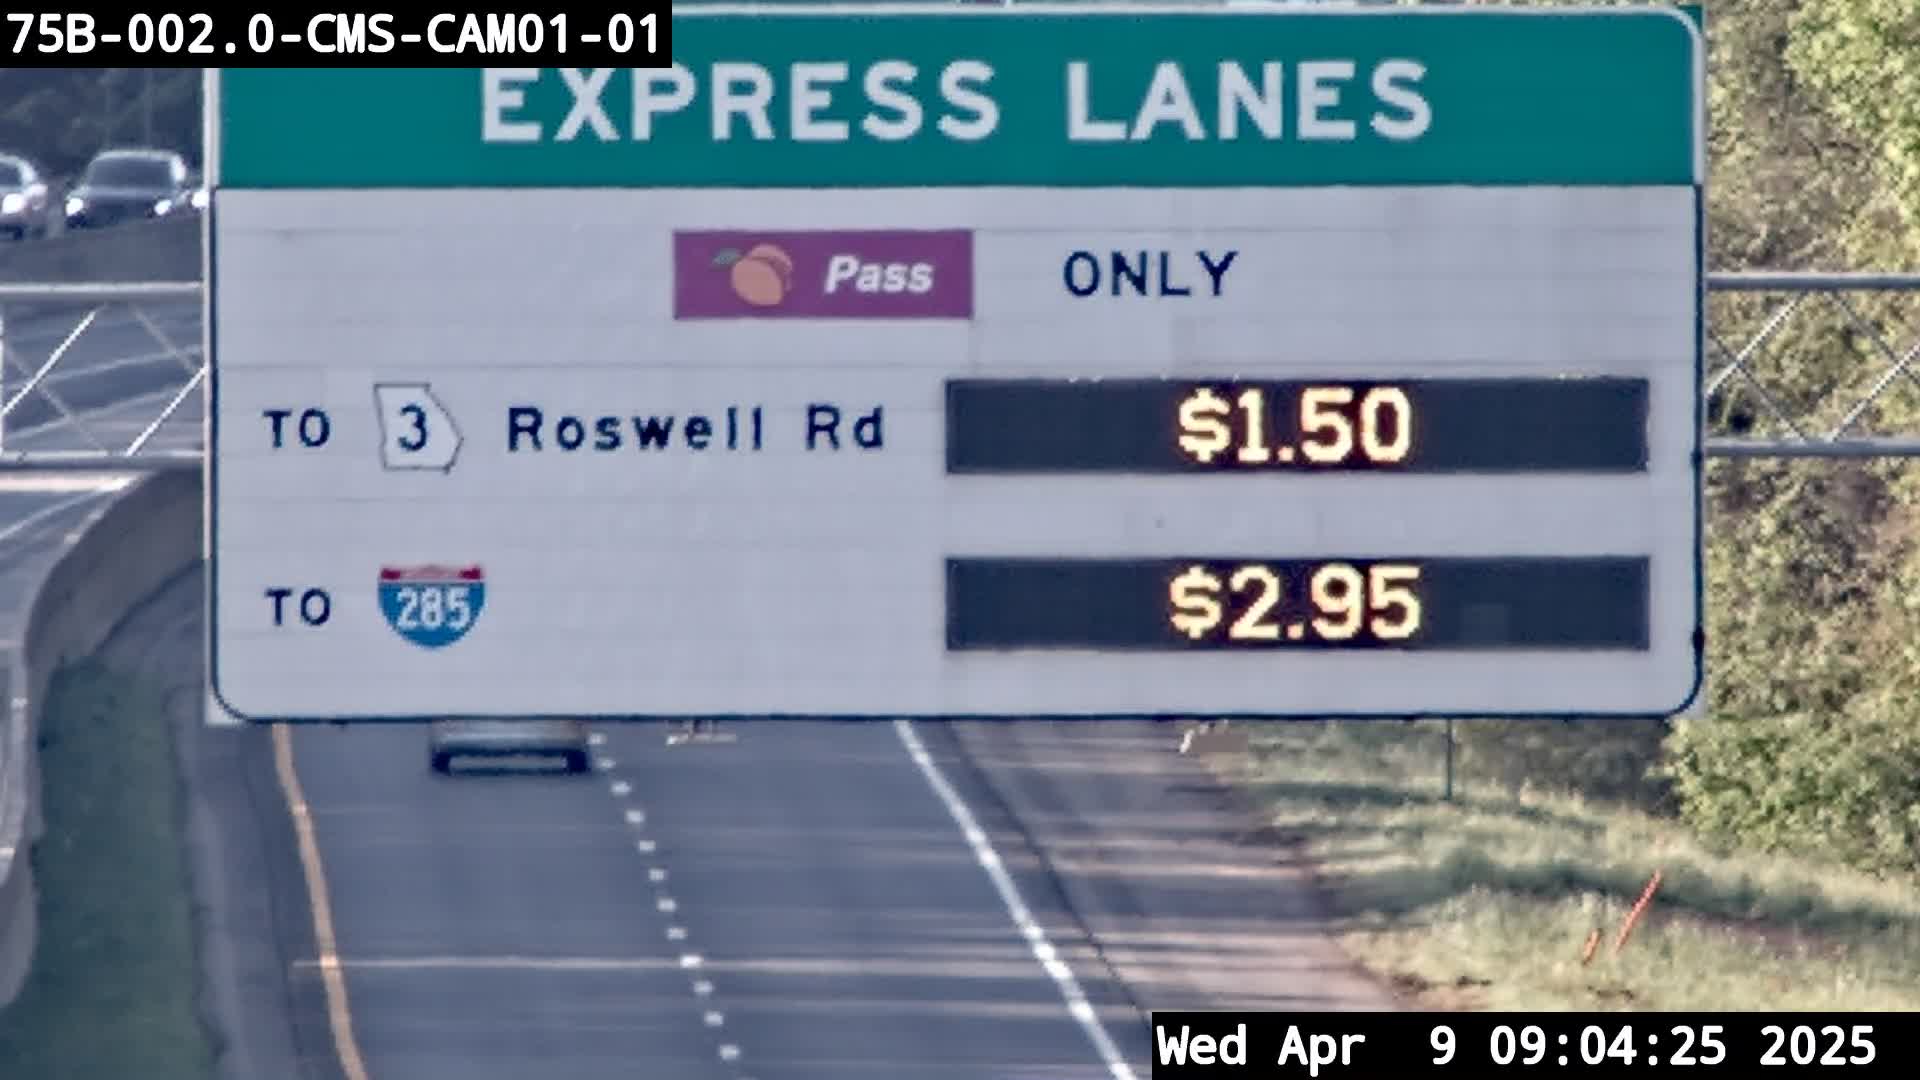 75B-002.0-CMS-CAM01-01
EXPRESS LANES
Pass ONLY
TO 3 Roswell Rd $1.50
TO 285 $2.95
Wed Apr 9 09:04:25 2025